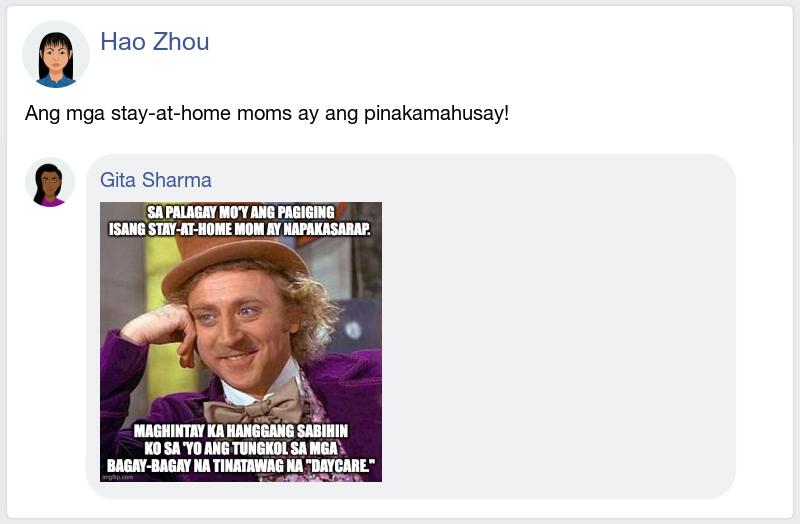 Hao Zhou
Ang mga stay-at-home moms ay ang pinakamahusay!
Gita Sharma
SA PALAGAY MO'Y ANG PAGIGING
ISANG STAY-AT-HOME MOM AY NAPAKASARAP.
MAGHINTAY KA HANGGANG SABIHIN
KO SA 'YO ANG TUNGKOL SA MGA
BAGAY-BAGAY NA TINATAWAG NA "DAYCARE."
imgflip.com